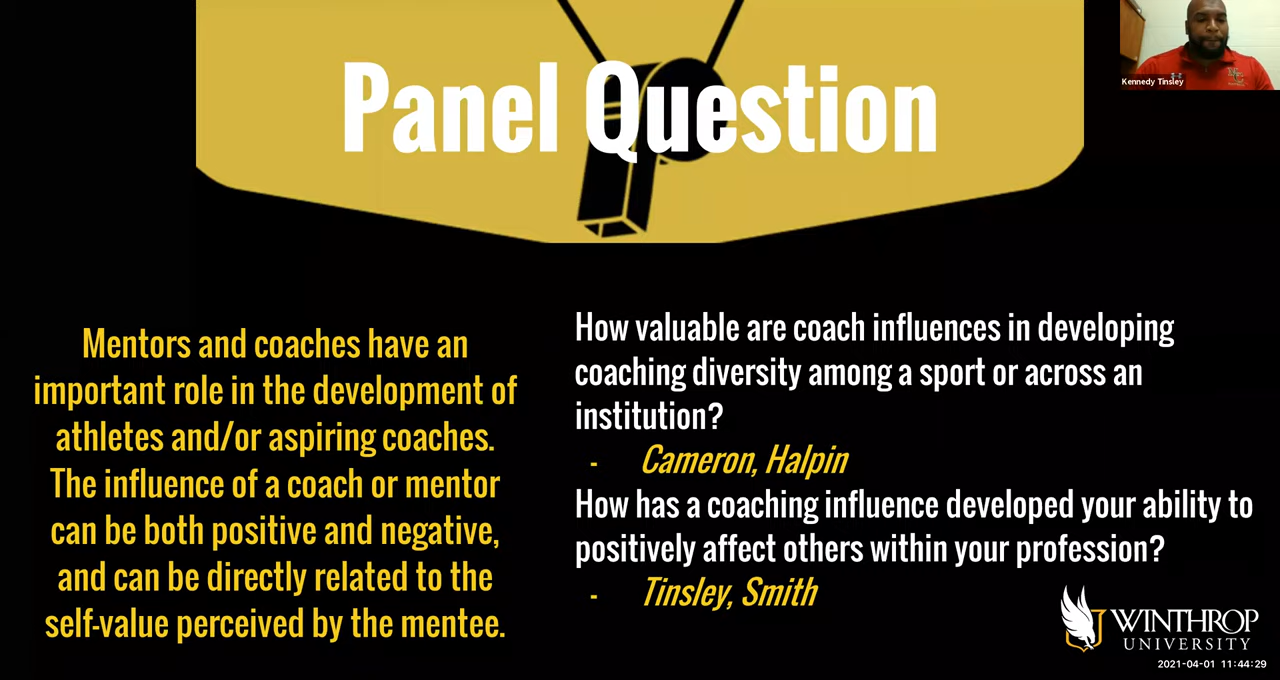 Panel Question
Kennedy Tinsley
Mentors and coaches have an
important role in the development of
athletes and/or aspiring coaches.
The influence of a coach or mentor
can be both positive and negative,
and can be directly related to the
self-value perceived by the mentee.
How valuable are coach influences in developing
coaching diversity among a sport or across an
institution?
- Cameron, Halpin
How has a coaching influence developed your ability to
positively affect others within your profession?
- Tinsley, Smith
WINTHROP
UNIVERSITY
2021-04-01 11:44:29